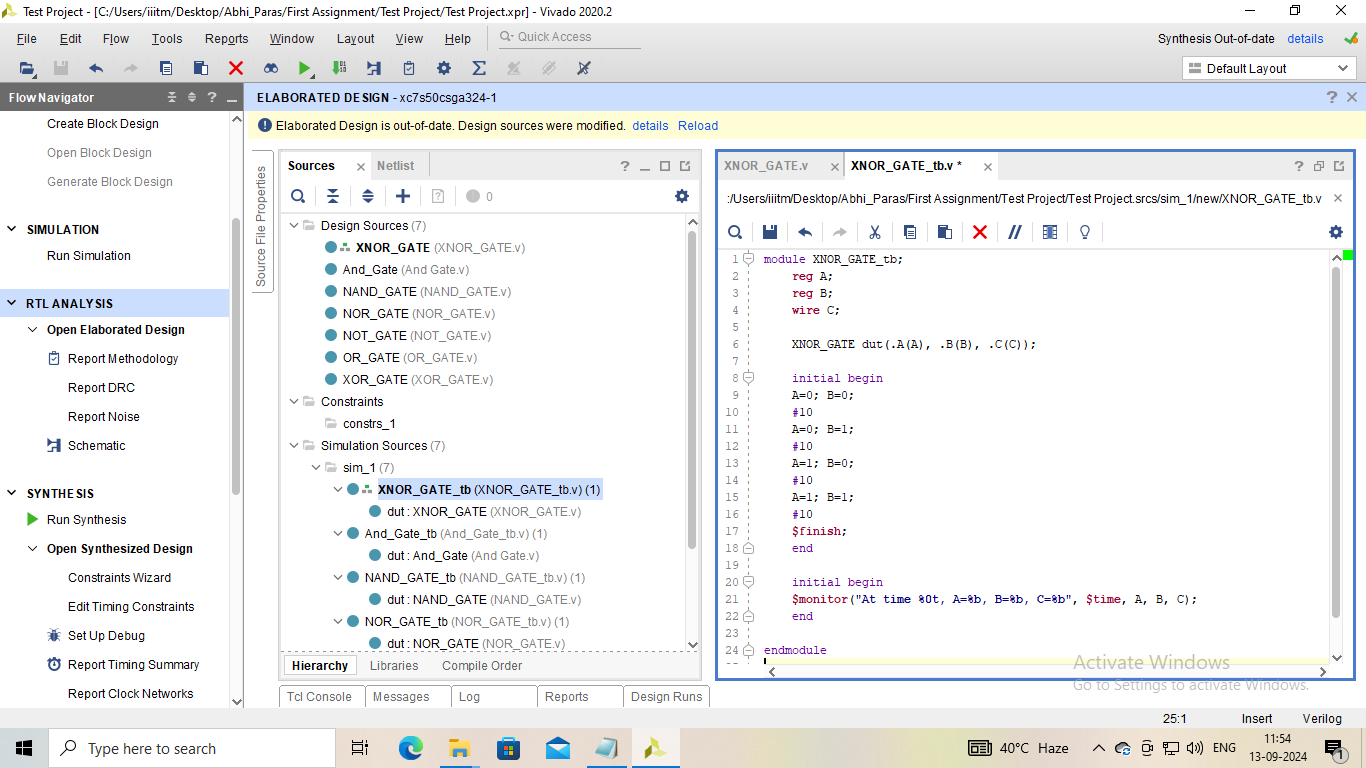 Test Project - [C:/Users/iiitm/Desktop/Abhi_Paras/First Assignment/Test Project/Test Project.xpr] - Vivado 2020.2
File Edit Flow Tools Reports Window Layout View Help Quick Access
Synthesis Out-of-date details
Default Layout
Flow Navigator
Create Block Design
Open Block Design
Generate Block Design
SIMULATION
Run Simulation
RTL ANALYSIS
Open Elaborated Design
Report Methodology
Report DRC
Report Noise
Schematic
SYNTHESIS
Run Synthesis
Open Synthesized Design
Constraints Wizard
Edit Timing Constraints
Set Up Debug
Report Timing Summary
Report Clock Networks
ELABORATED DESIGN - xc7s50csga324-1
Elaborated Design is out-of-date. Design sources were modified. details Reload
Source File Properties
Sources Netlist
0
Design Sources (7)
XNOR_GATE (XNOR_GATE.v)
And_Gate (And Gate.v)
NAND_GATE (NAND_GATE.v)
NOR_GATE (NOR_GATE.v)
NOT_GATE (NOT_GATE.v)
OR_GATE (OR_GATE.v)
XOR_GATE (XOR_GATE.v)
Constraints
constrs_1
Simulation Sources (7)
sim_1 (7)
XNOR_GATE_tb (XNOR_GATE_tb.v) (1)
dut : XNOR_GATE (XNOR_GATE.v)
And_Gate_tb (And_Gate_tb.v) (1)
dut : And_Gate (And Gate.v)
NAND_GATE_tb (NAND_GATE_tb.v) (1)
dut : NAND_GATE (NAND_GATE.v)
NOR_GATE_tb (NOR_GATE_tb.v) (1)
dut : NOR_GATE (NOR_GATE.v)
Hierarchy Libraries Compile Order
Tcl Console Messages Log Reports Design Runs
XNOR_GATE.v XNOR_GATE_tb.v *
:/Users/iiitm/Desktop/Abhi_Paras/First Assignment/Test Project/Test Project.srcs/sim_1/new/XNOR_GATE_tb.v
1 module XNOR_GATE_tb;
2 reg A;
3 reg B;
4 wire C;
5
6 XNOR_GATE dut(.A(A), .B(B), .C(C));
7
8 initial begin
9 A=0; B=0;
10 #10
11 A=0; B=1;
12 #10
13 A=1; B=0;
14 #10
15 A=1; B=1;
16 #10
17 $finish;
18 end
19
20 initial begin
21 $monitor("At time %0t, A=%b, B=%b, C=%b", $time, A, B, C);
22 end
23
24 endmodule
Activate Windows
Go to Settings to activate Windows.
25:1 Insert Verilog
Type here to search
40°C Haze
ENG
11:54
13-09-2024
1